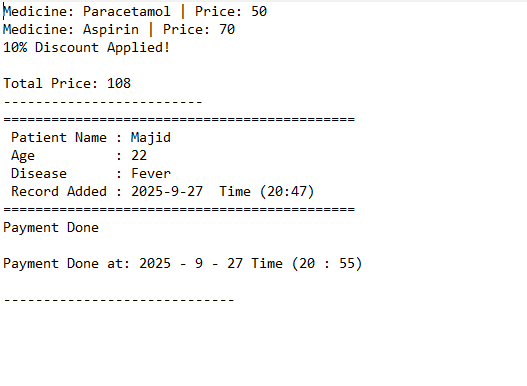 Medicine: Paracetamol | Price: 50
Medicine: Aspirin | Price: 70
10% Discount Applied!
Total Price: 108
-------------------------
============================================
Patient Name : Majid
Age          : 22
Disease      : Fever
Record Added : 2025-9-27  Time (20:47)
============================================
Payment Done
Payment Done at: 2025 - 9 - 27 Time (20 : 55)
-----------------------------